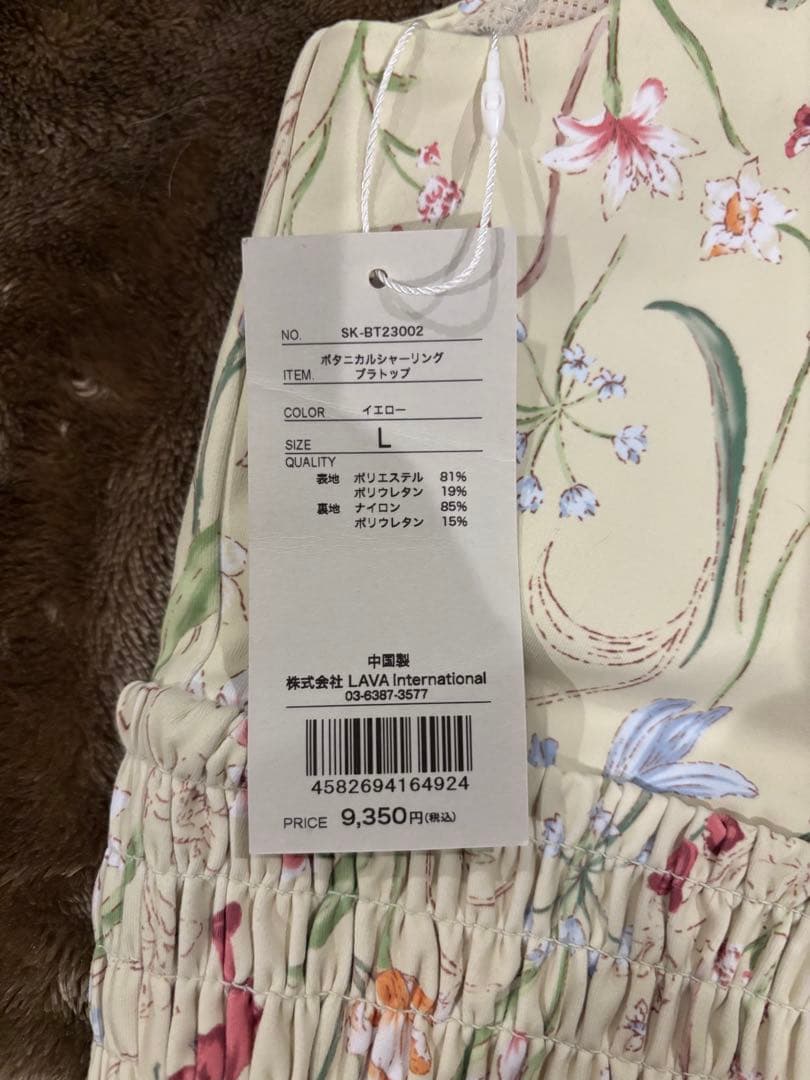 NO. SK-BT23002
ボタニカルシャーリング
ITEM. ブラトップ
COLOR イエロー
SIZE L
QUALITY
表地 ポリエステル 81%
ポリウレタン 19%
裏地 ナイロン 85%
ポリウレタン 15%
中国製
株式会社 LAVA International
03-6387-3577
4582694164924
PRICE 9,350円(税込)